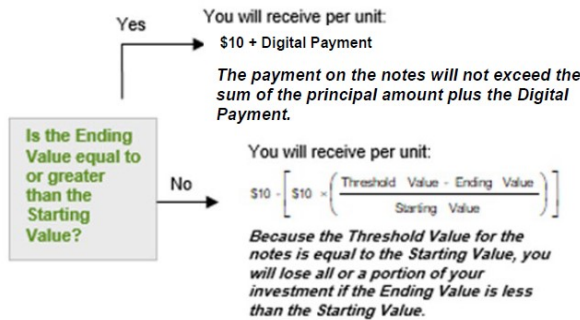 Yes
You will receive per unit:
$10 + Digital Payment
The payment on the notes will not exceed the
sum of the principal amount plus the Digital
Payment.
Is the Ending
Value equal to
or greater
than the
Starting
Value?
No
You will receive per unit:
$10 - [ $10 × ( Threshold Value - Ending Value
Starting Value ) ]
Because the Threshold Value for the
notes is equal to the Starting Value, you
will lose all or a portion of your
investment if the Ending Value is less
than the Starting Value.